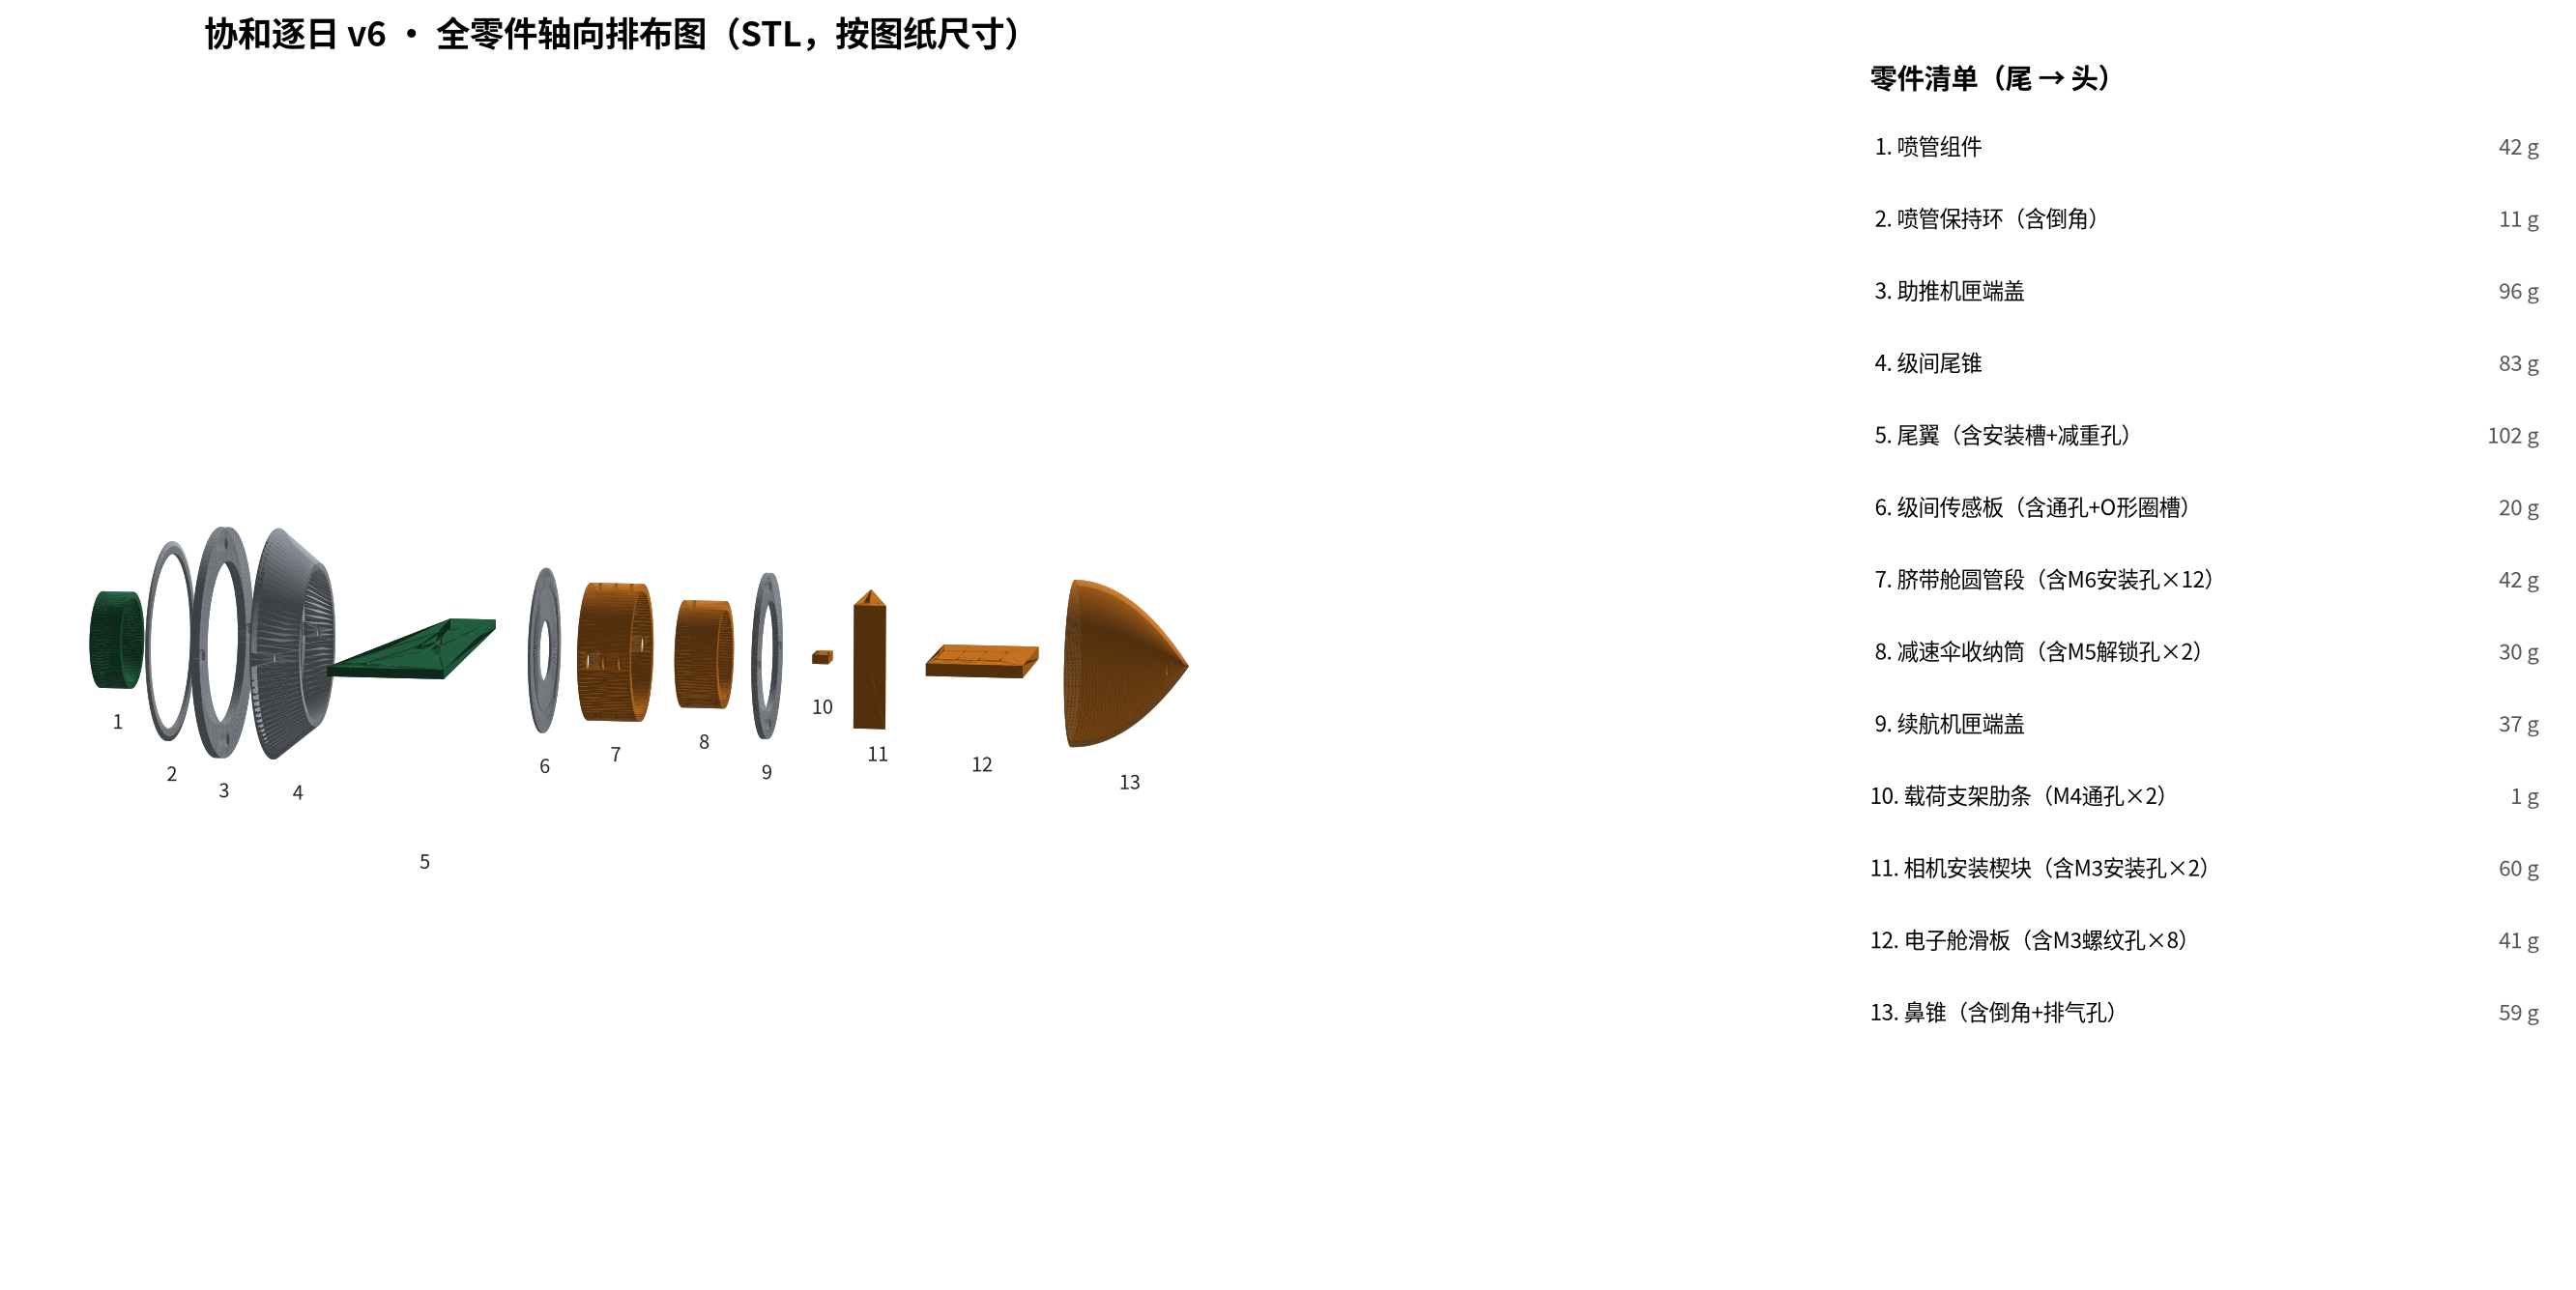 协和逐日 v6 · 全零件轴向排布图（STL，按图纸尺寸）
零件清单（尾 → 头）
1. 喷管组件 42 g
2. 喷管保持环（含倒角） 11 g
3. 助推机匣端盖 96 g
4. 级间尾锥 83 g
5. 尾翼（含安装槽+减重孔） 102 g
6. 级间传感板（含通孔+O形圈槽） 20 g
7. 脐带舱圆管段（含M6安装孔×12） 42 g
8. 减速伞收纳筒（含M5解锁孔×2） 30 g
9. 续航机匣端盖 37 g
10. 载荷支架肋条（M4通孔×2） 1 g
11. 相机安装楔块（含M3安装孔×2） 60 g
12. 电子舱滑板（含M3螺纹孔×8） 41 g
13. 鼻锥（含倒角+排气孔） 59 g
1
2
3
4
5
6
7
8
9
10
11
12
13